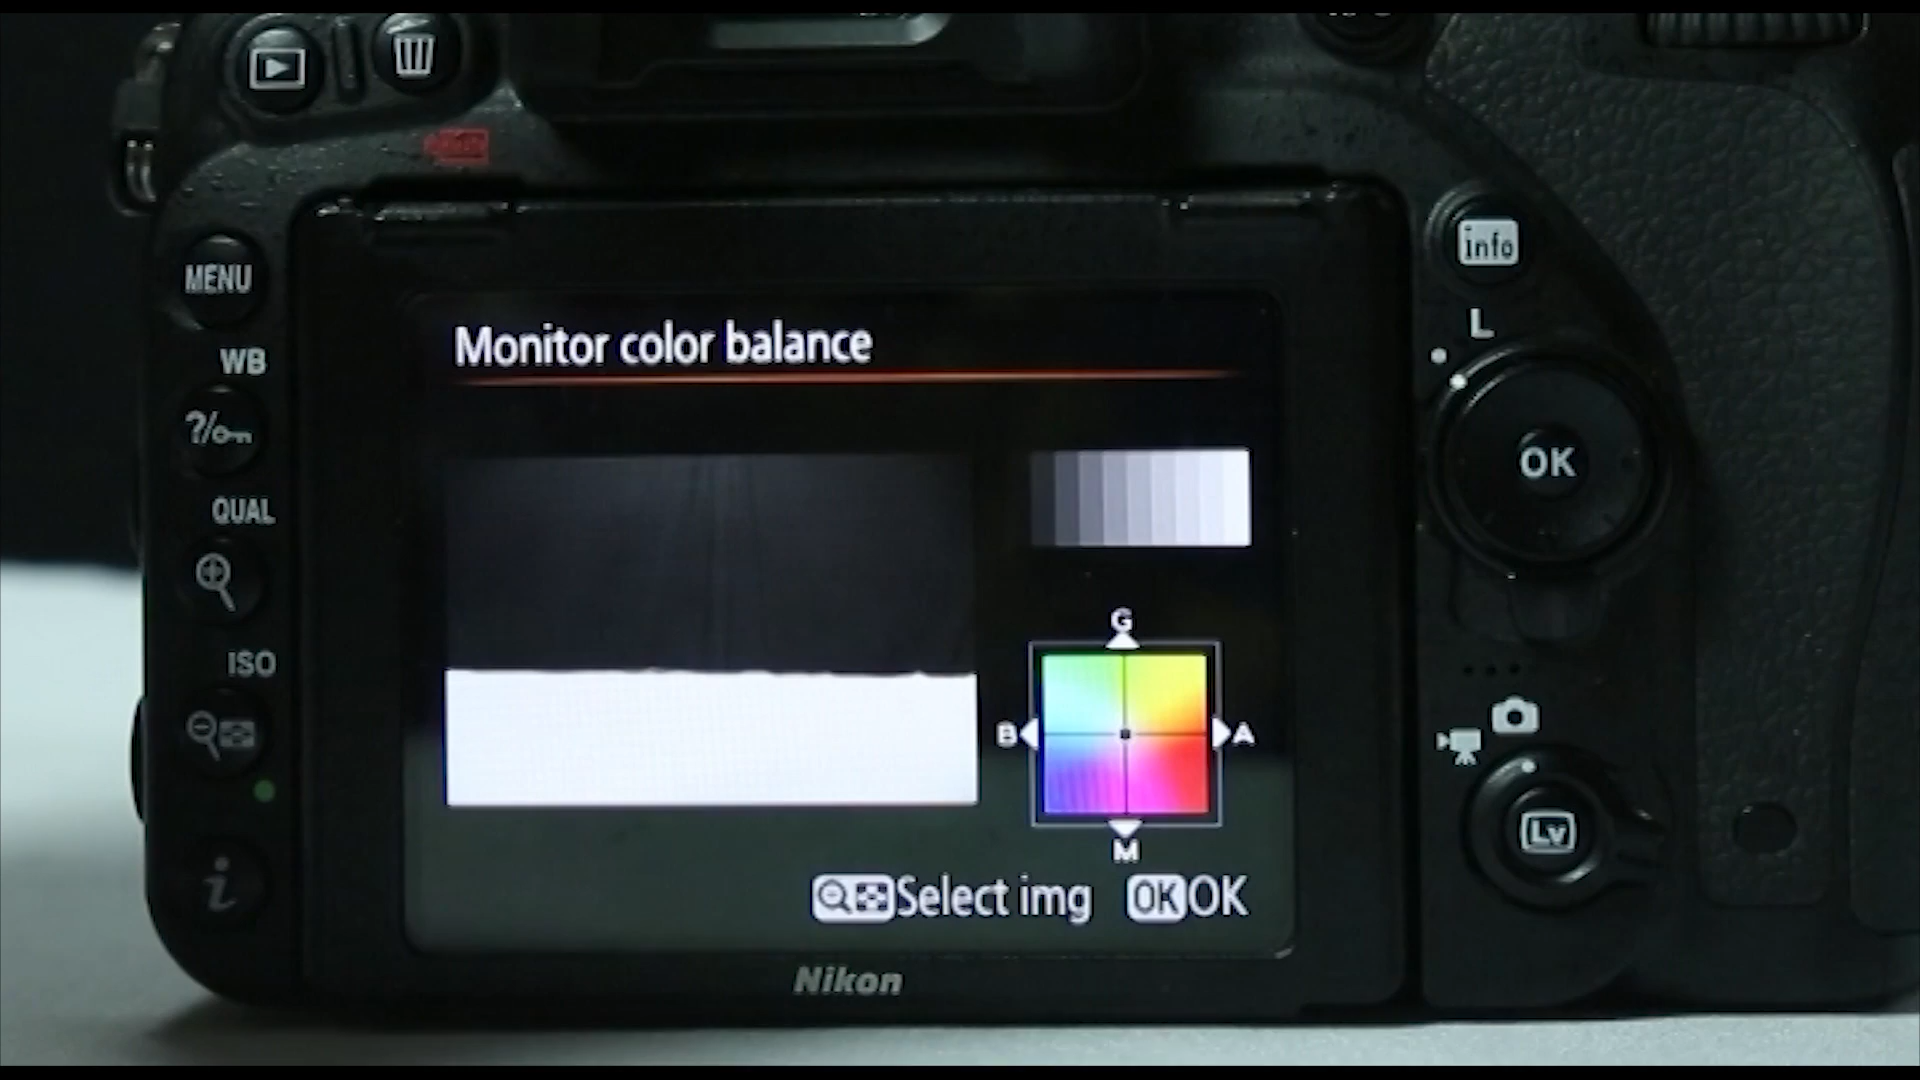 MENU
WB
?/
QUAL
ISO
i
Monitor color balance
G
B
A
M
Select img
OK OK
Nikon
info
L
OK
Lv